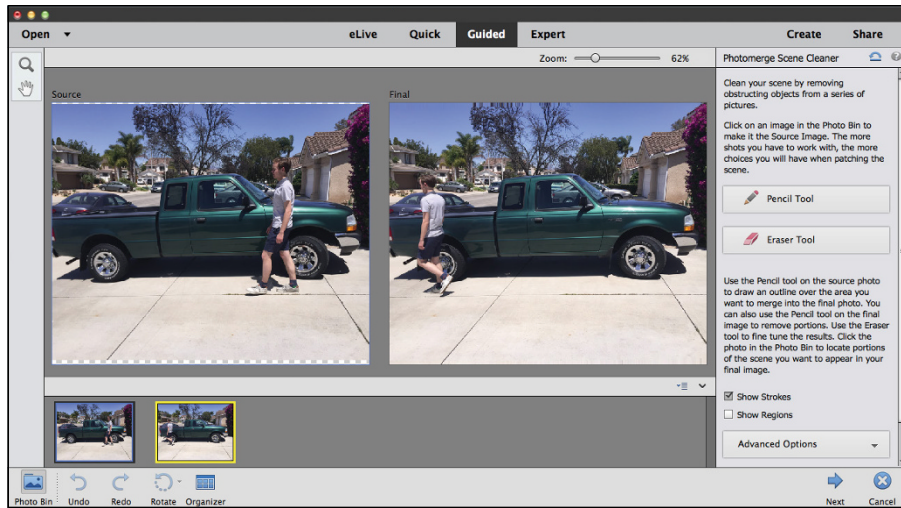 Open
eLive Quick Guided Expert
Create Share
Zoom: 62%
Photomerge Scene Cleaner
Source
Final
Clean your scene by removing
obstructing objects from a series of
pictures.
Click on an image in the Photo Bin to
make it the Source Image. The more
shots you have to work with, the more
choices you will have when patching the
scene.
Pencil Tool
Eraser Tool
Use the Pencil tool on the source photo
to draw an outline over the area you
want to merge into the final photo. You
can also use the Pencil tool on the final
image to remove portions. Use the Eraser
tool to fine tune the results. Click the
photo in the Photo Bin to locate portions
of the scene you want to appear in your
final image.
Show Strokes
Show Regions
Advanced Options
Photo Bin Undo Redo Rotate Organizer
Next Cancel